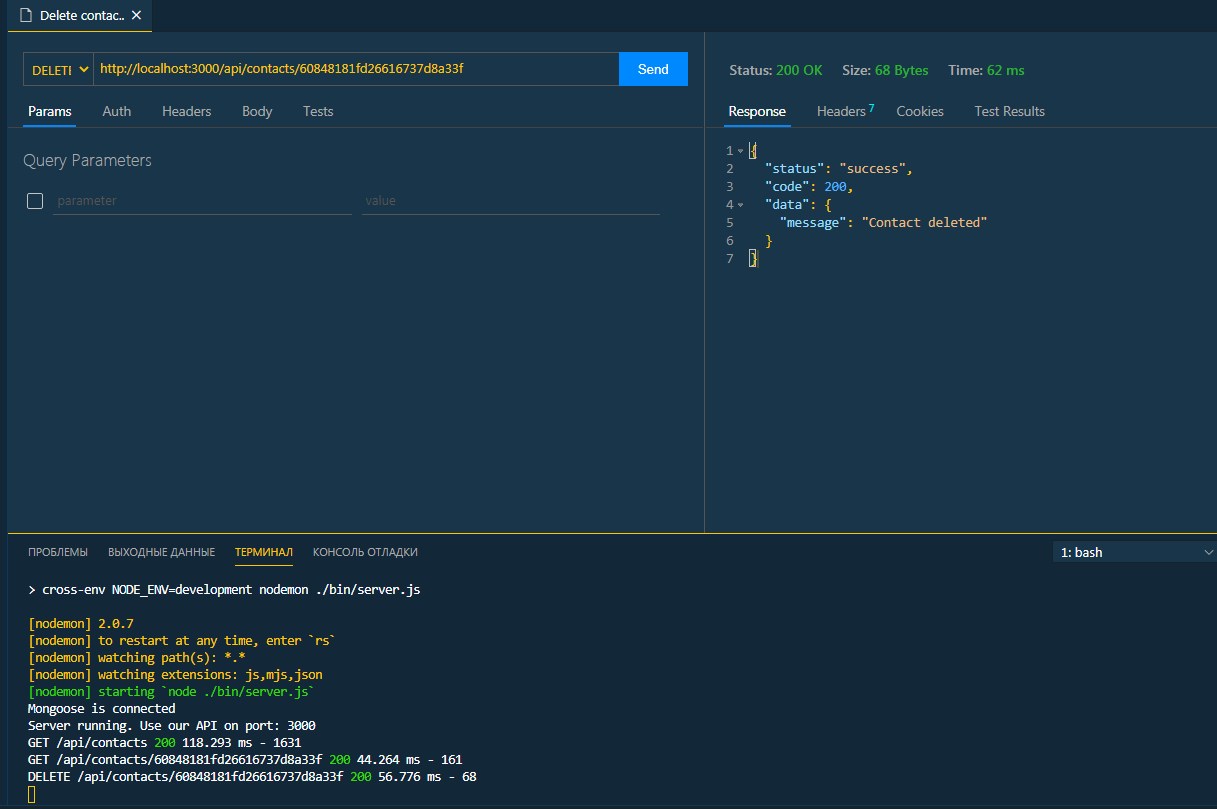 Delete contac..
DELETE http://localhost:3000/api/contacts/60848181fd26616737d8a33f Send
Params Auth Headers Body Tests
Query Parameters
parameter value
Status: 200 OK Size: 68 Bytes Time: 62 ms
Response Headers 7 Cookies Test Results
1 {
2 "status": "success",
3 "code": 200,
4 "data": {
5 "message": "Contact deleted"
6 }
7 }
ПРОБЛЕМЫ ВЫХОДНЫЕ ДАННЫЕ ТЕРМИНАЛ КОНСОЛЬ ОТЛАДКИ 1: bash
> cross-env NODE_ENV=development nodemon ./bin/server.js
[nodemon] 2.0.7
[nodemon] to restart at any time, enter `rs`
[nodemon] watching path(s): *.*
[nodemon] watching extensions: js,mjs,json
[nodemon] starting `node ./bin/server.js`
Mongoose is connected
Server running. Use our API on port: 3000
GET /api/contacts 200 118.293 ms - 1631
GET /api/contacts/60848181fd26616737d8a33f 200 44.264 ms - 161
DELETE /api/contacts/60848181fd26616737d8a33f 200 56.776 ms - 68